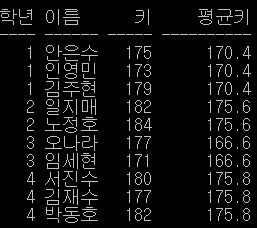 학년 이름 키 평균키
---- ------ ----- ----------
1 안은수 175 170.4
1 인영민 173 170.4
1 김주현 179 170.4
2 일지매 182 175.6
2 노정호 184 175.6
3 오나라 177 166.6
3 임세현 171 166.6
4 서진수 180 175.8
4 김재수 177 175.8
4 박동호 182 175.8